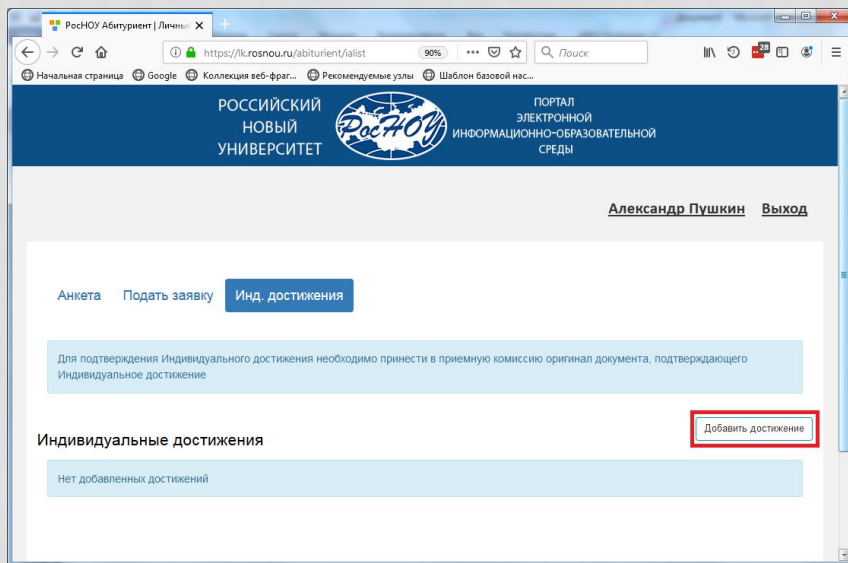 РосНОУ Абитуриент | Личный
https://lk.rosnou.ru/abiturient/ialist
90%
Поиск
28
Начальная страница
Google
Коллекция веб-фраг...
Рекомендуемые узлы
Шаблон базовой нас...
РОССИЙСКИЙ
НОВЫЙ
УНИВЕРСИТЕТ
РосНОУ
ПОРТАЛ
ЭЛЕКТРОННОЙ
ИНФОРМАЦИОННО-ОБРАЗОВАТЕЛЬНОЙ
СРЕДЫ
Александр Пушкин Выход
Анкета Подать заявку Инд. достижения
Для подтверждения Индивидуального достижения необходимо принести в приемную комиссию оригинал документа, подтверждающего
Индивидуальное достижение
Добавить достижение
Индивидуальные достижения
Нет добавленных достижений